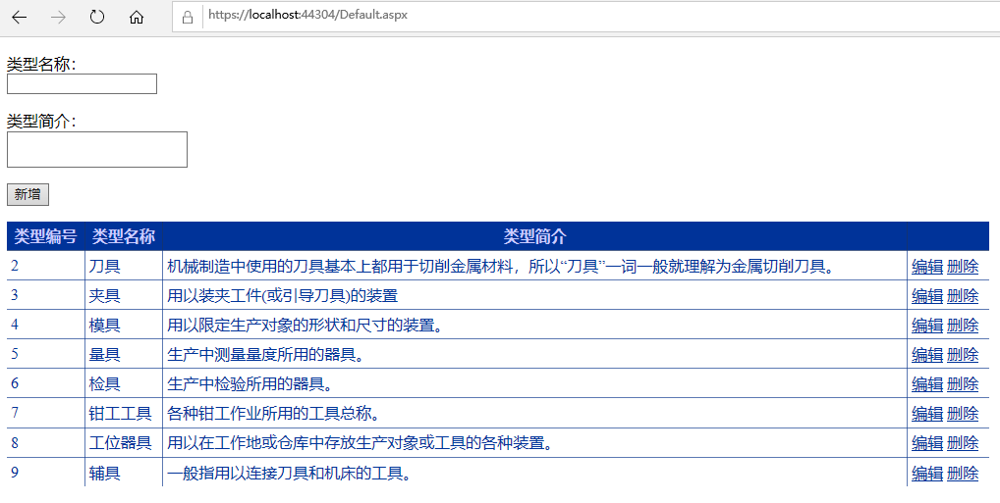 https://localhost:44304/Default.aspx
类型名称：
类型简介：
新增
类型编号 类型名称 类型简介
2 刀具 机械制造中使用的刀具基本上都用于切削金属材料，所以“刀具”一词一般就理解为金属切削刀具。 编辑 删除
3 夹具 用以装夹工件(或引导刀具)的装置 编辑 删除
4 模具 用以限定生产对象的形状和尺寸的装置。 编辑 删除
5 量具 生产中测量量度所用的器具。 编辑 删除
6 检具 生产中检验所用的器具。 编辑 删除
7 钳工工具 各种钳工作业所用的工具总称。 编辑 删除
8 工位器具 用以在工作地或仓库中存放生产对象或工具的各种装置。 编辑 删除
9 辅具 一般指用以连接刀具和机床的工具。 编辑 删除